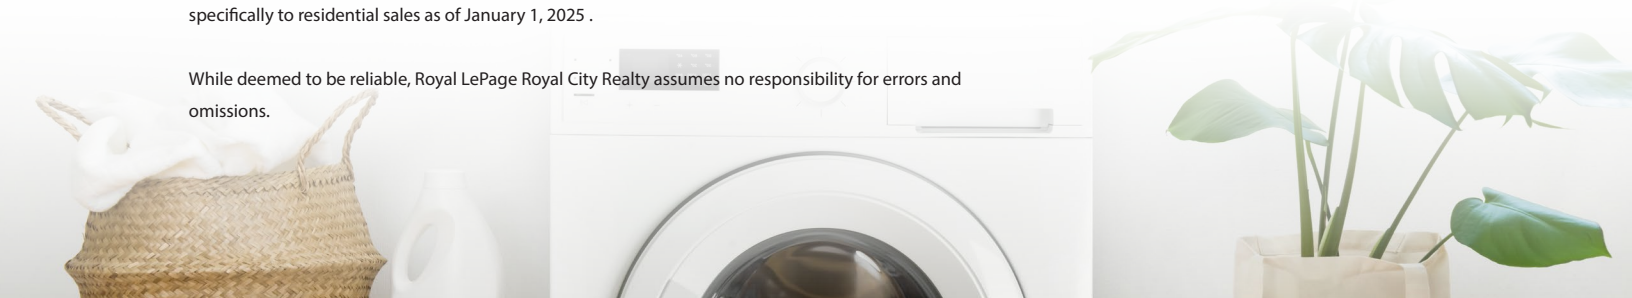 specifically to residential sales as of January 1, 2025 .
While deemed to be reliable, Royal LePage Royal City Realty assumes no responsibility for errors and
omissions.